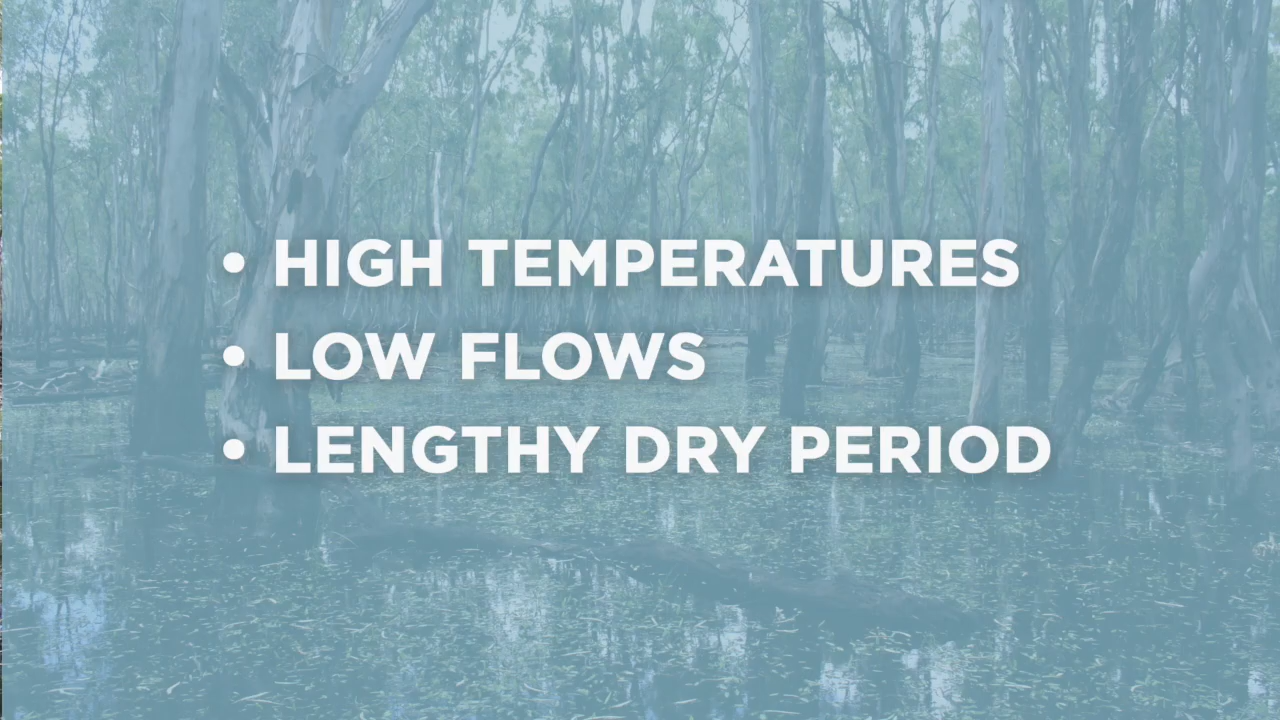 • HIGH TEMPERATURES
• LOW FLOWS
• LENGTHY DRY PERIOD